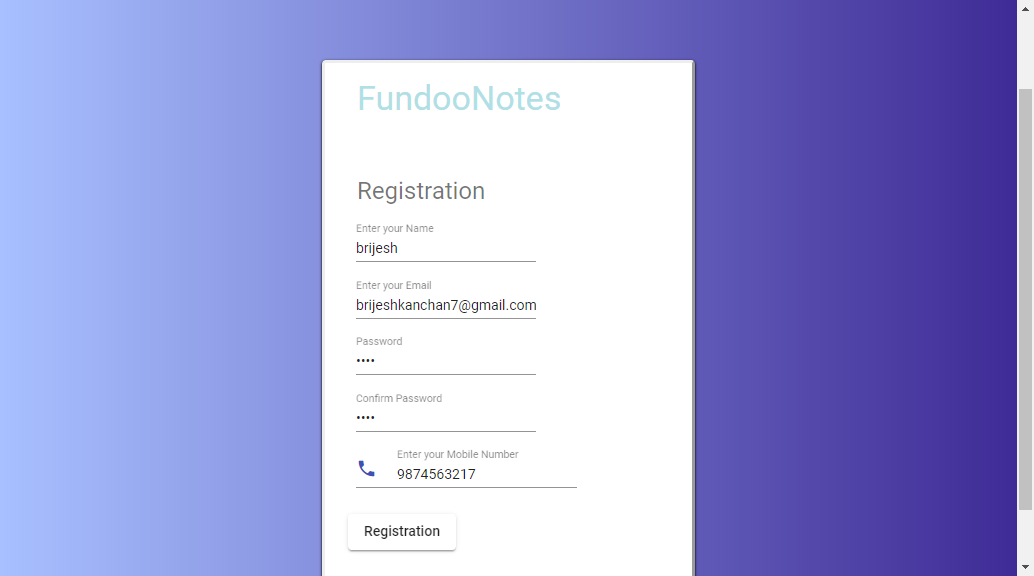 FundooNotes
Registration
Enter your Name
brijesh
Enter your Email
brijeshkanchan7@gmail.com
Password
••••
Confirm Password
••••
Enter your Mobile Number
9874563217
Registration